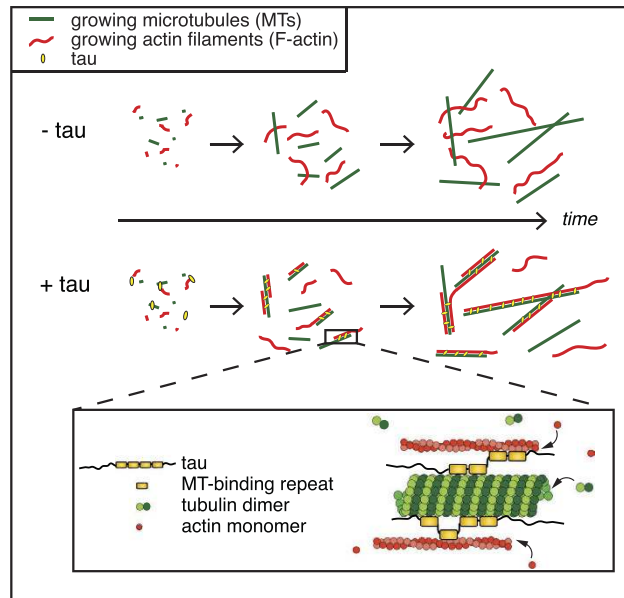 growing microtubules (MTs)
growing actin filaments (F-actin)
tau
- tau
time
+ tau
tau
MT-binding repeat
tubulin dimer
actin monomer